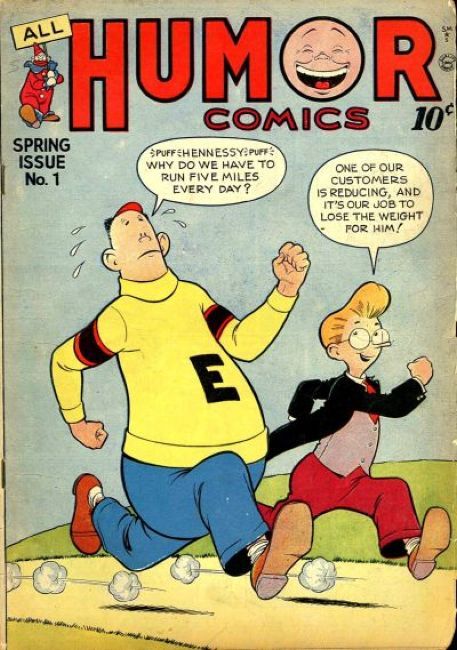 ALL
HUMOR
COMICS
10¢
SPRING
ISSUE
No. 1
PUFF HENNESSY PUFF
WHY DO WE HAVE TO
RUN FIVE MILES
EVERY DAY?
ONE OF OUR
CUSTOMERS
IS REDUCING, AND
IT'S OUR JOB TO
LOSE THE WEIGHT
FOR HIM!
E